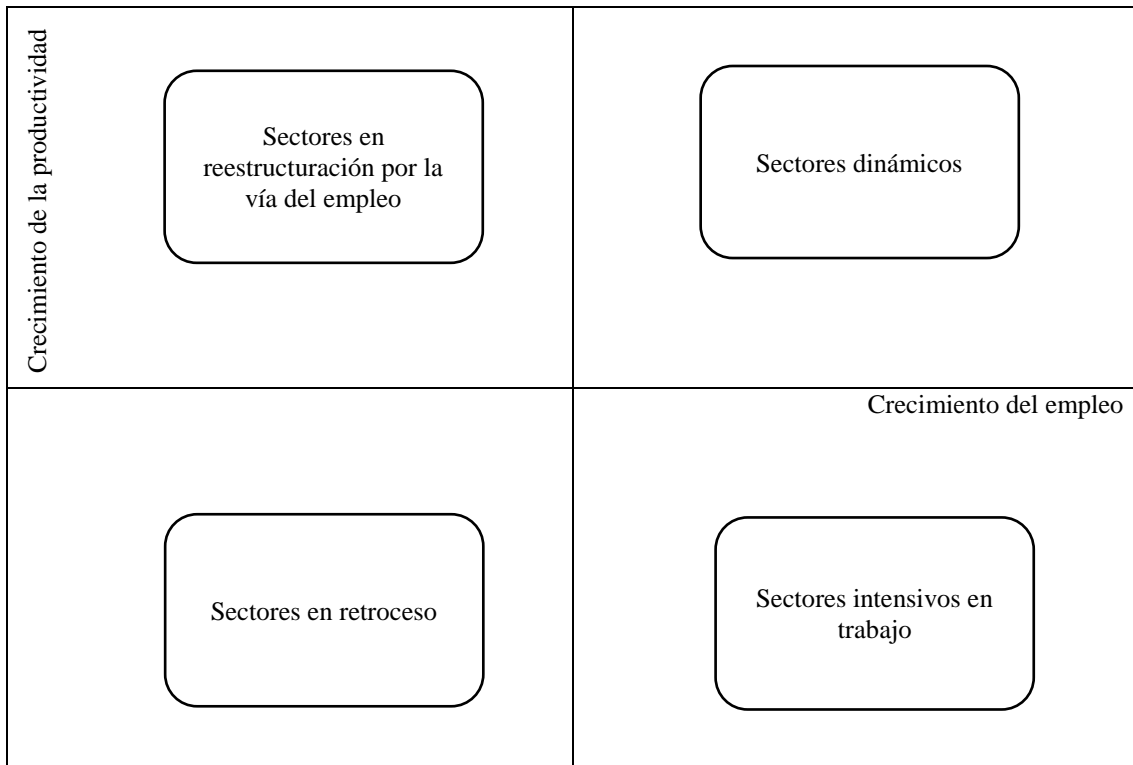 Crecimiento de la productividad
Sectores en
reestructuración por la
vía del empleo
Sectores dinámicos
Crecimiento del empleo
Sectores en retroceso
Sectores intensivos en
trabajo